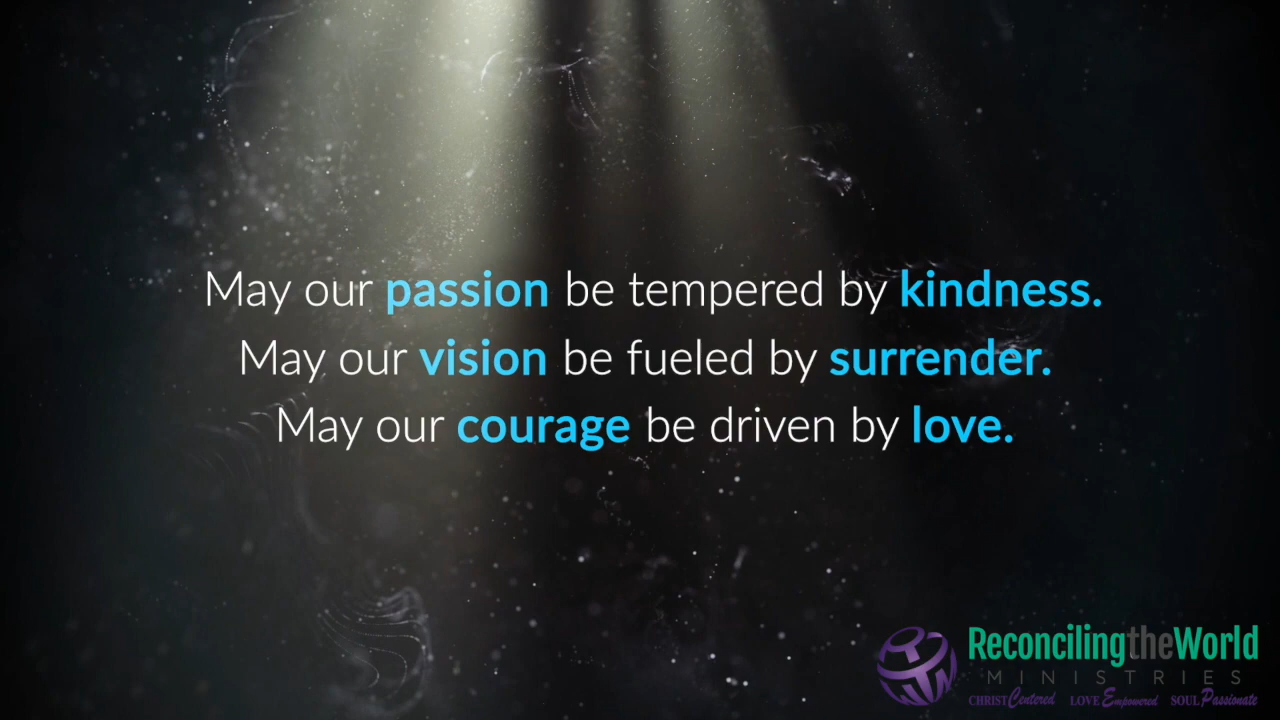 May our passion be tempered by kindness.
May our vision be fueled by surrender.
May our courage be driven by love.
ReconcilingtheWorld
MINISTRIES
CHRIST Centered LOVE Empowered SOUL Passionate